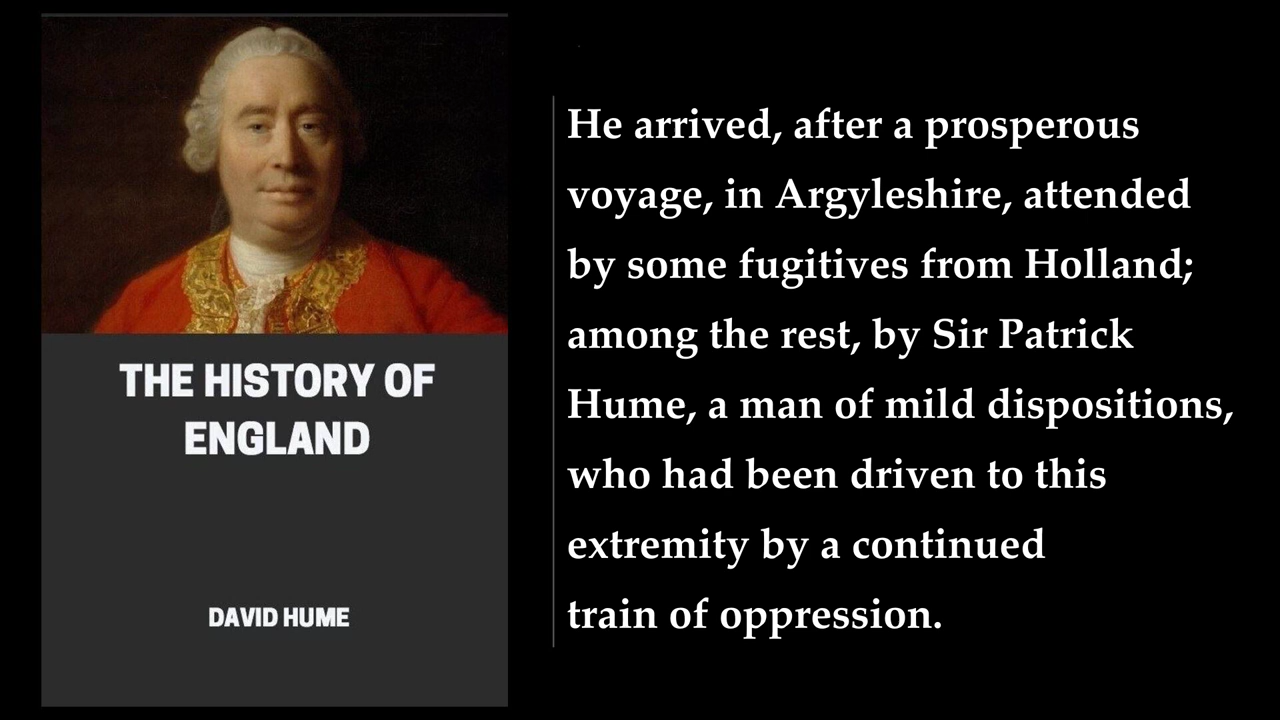 THE HISTORY OF
ENGLAND
DAVID HUME
He arrived, after a prosperous
voyage, in Argyleshire, attended
by some fugitives from Holland;
among the rest, by Sir Patrick
Hume, a man of mild dispositions,
who had been driven to this
extremity by a continued
train of oppression.